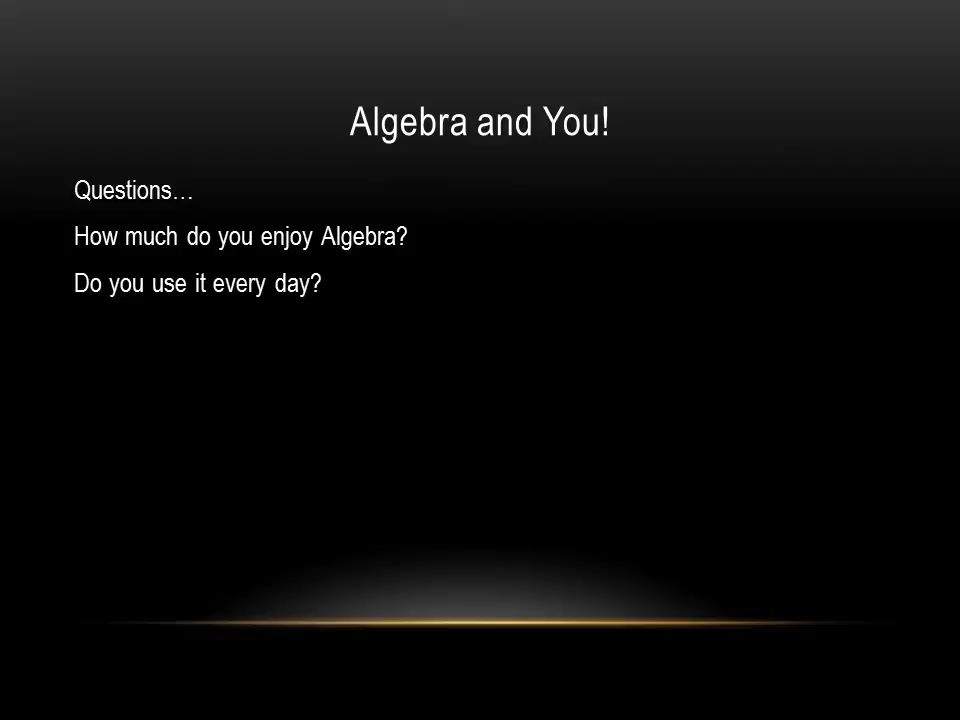 Algebra and You!
Questions…
How much do you enjoy Algebra?
Do you use it every day?